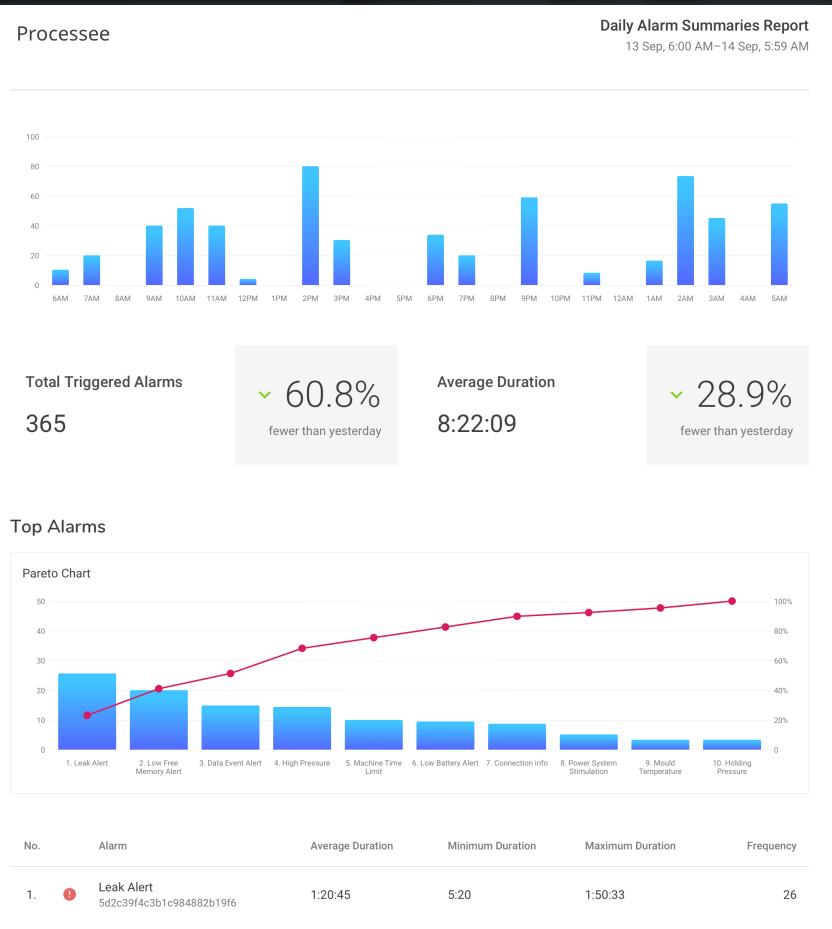 Processee
Daily Alarm Summaries Report
13 Sep, 6:00 AM–14 Sep, 5:59 AM
100
80
60
40
20
0
6AM 7AM 8AM 9AM 10AM 11AM 12PM 1PM 2PM 3PM 4PM 5PM 6PM 7PM 8PM 9PM 10PM 11PM 12AM 1AM 2AM 3AM 4AM 5AM
Total Triggered Alarms
365
60.8%
fewer than yesterday
Average Duration
8:22:09
28.9%
fewer than yesterday
Top Alarms
Pareto Chart
50 100%
40 80%
30 60%
20 40%
10 20%
0 0
1. Leak Alert 2. Low Free 3. Data Event Alert 4. High Pressure 5. Machine Time 6. Low Battery Alert 7. Connection info 8. Power System 9. Mould 10. Holding
Memory Alert Limit Stimulation Temperature Pressure
No. Alarm Average Duration Minimum Duration Maximum Duration Frequency
1. Leak Alert 1:20:45 5:20 1:50:33 26
5d2c39f4c3b1c984882b19f6